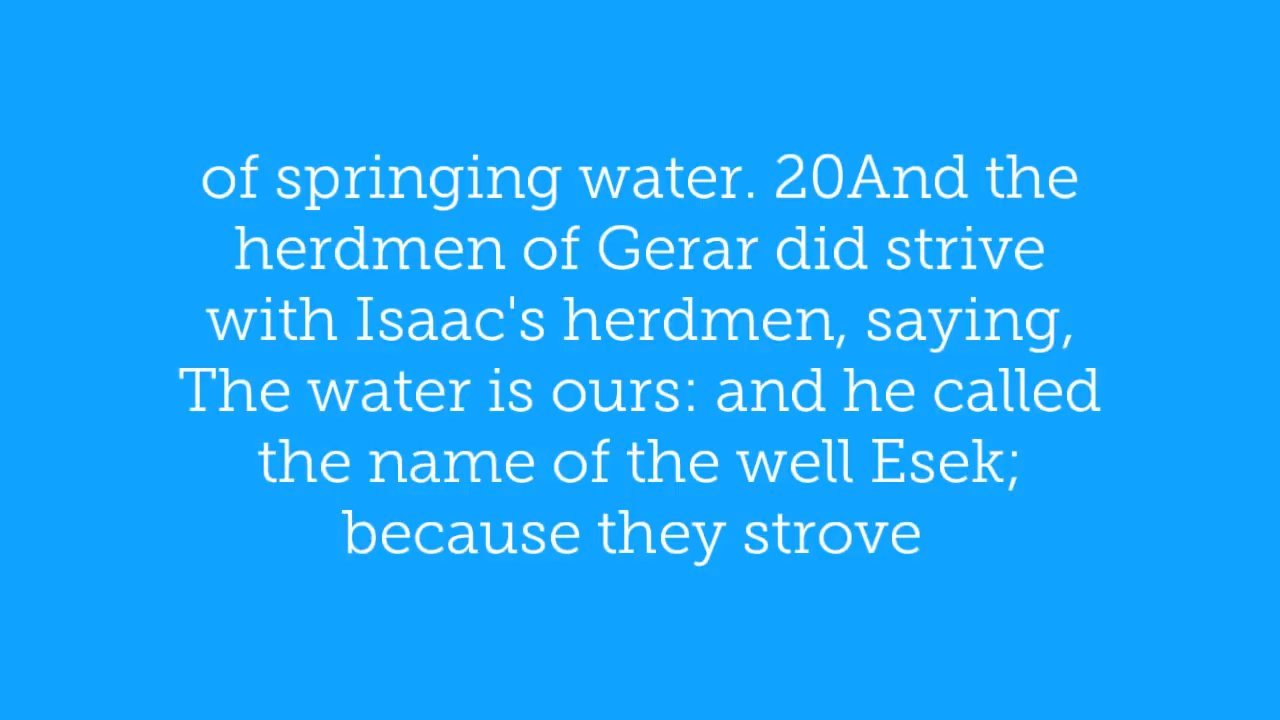 of springing water. 20And the
herdmen of Gerar did strive
with Isaac's herdmen, saying,
The water is ours: and he called
the name of the well Esek;
because they strove